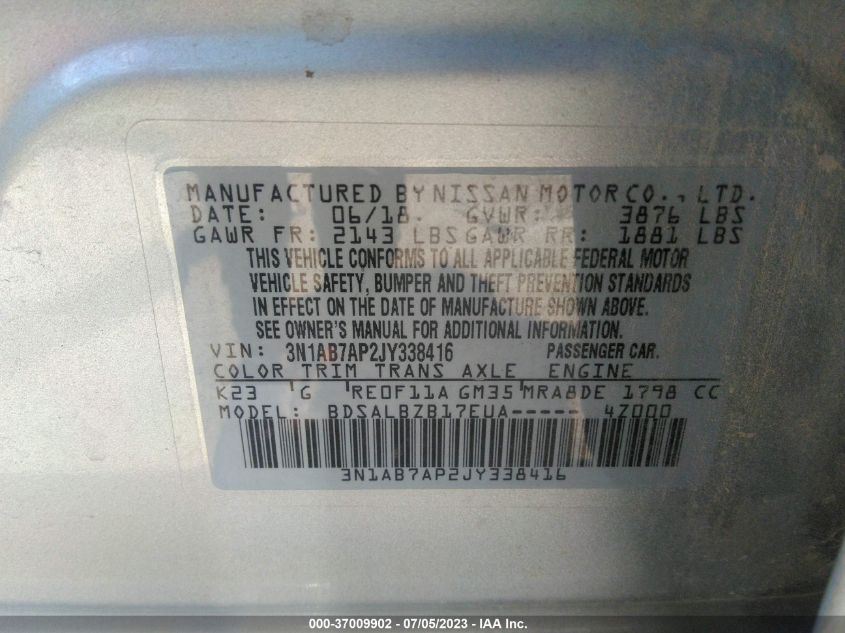 MANUFACTURED BY NISSAN MOTOR CO., LTD.
DATE: 06/18. GVWR: 3876 LBS
GAWR FR: 2143 LBS GAWR RR: 1881 LBS
THIS VEHICLE CONFORMS TO ALL APPLICABLE FEDERAL MOTOR
VEHICLE SAFETY, BUMPER AND THEFT PREVENTION STANDARDS
IN EFFECT ON THE DATE OF MANUFACTURE SHOWN ABOVE.
SEE OWNER'S MANUAL FOR ADDITIONAL INFORMATION.
VIN: 3N1AB7AP2JY338416 PASSENGER CAR.
COLOR TRIM TRANS AXLE ENGINE
K23 G RE0F11A GM35 MRA8DE 1798 CC
MODEL: BDSALBZB17EUA----- 4Z000
3N1AB7AP2JY338416
000-37009902 - 07/05/2023 - IAA Inc.